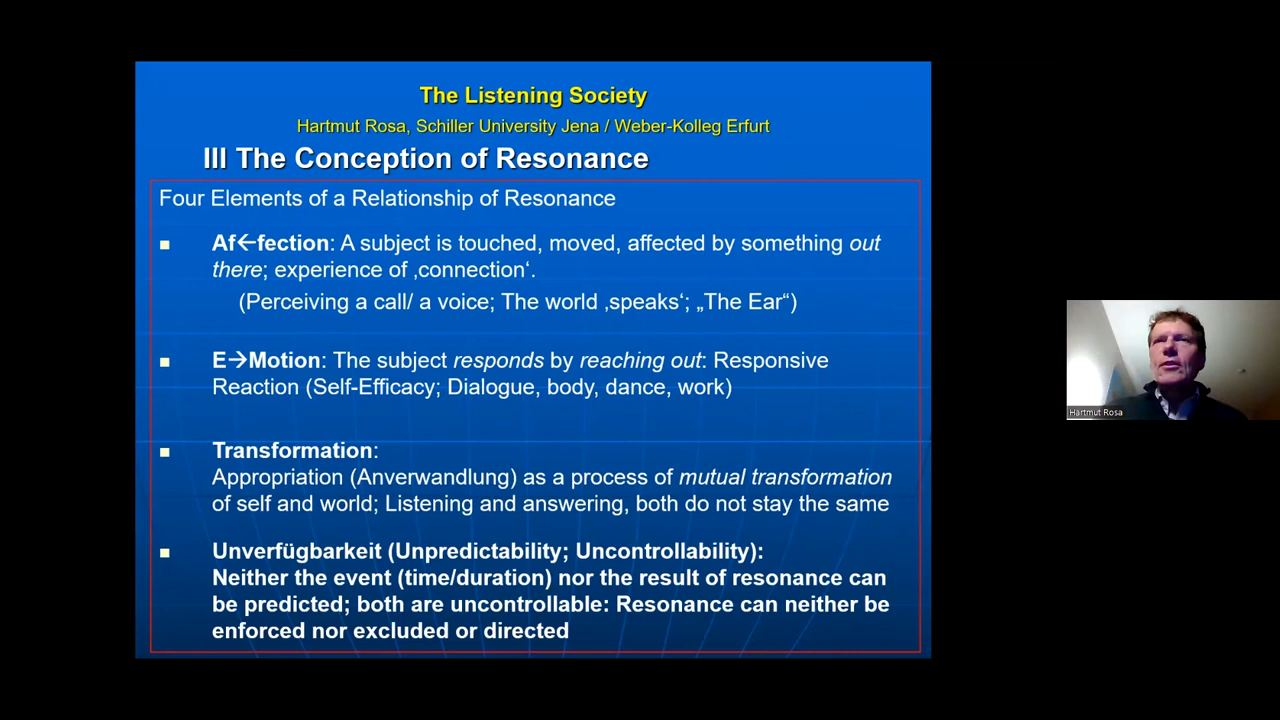 The Listening Society
Hartmut Rosa, Schiller University Jena / Weber-Kolleg Erfurt
III The Conception of Resonance
Four Elements of a Relationship of Resonance
■ Af←fection: A subject is touched, moved, affected by something out
there; experience of ‚connection‘.
(Perceiving a call/ a voice; The world ‚speaks‘; „The Ear“)
■ E→Motion: The subject responds by reaching out: Responsive
Reaction (Self-Efficacy; Dialogue, body, dance, work)
■ Transformation:
Appropriation (Anverwandlung) as a process of mutual transformation
of self and world; Listening and answering, both do not stay the same
■ Unverfügbarkeit (Unpredictability; Uncontrollability):
Neither the event (time/duration) nor the result of resonance can
be predicted; both are uncontrollable: Resonance can neither be
enforced nor excluded or directed
Hartmut Rosa